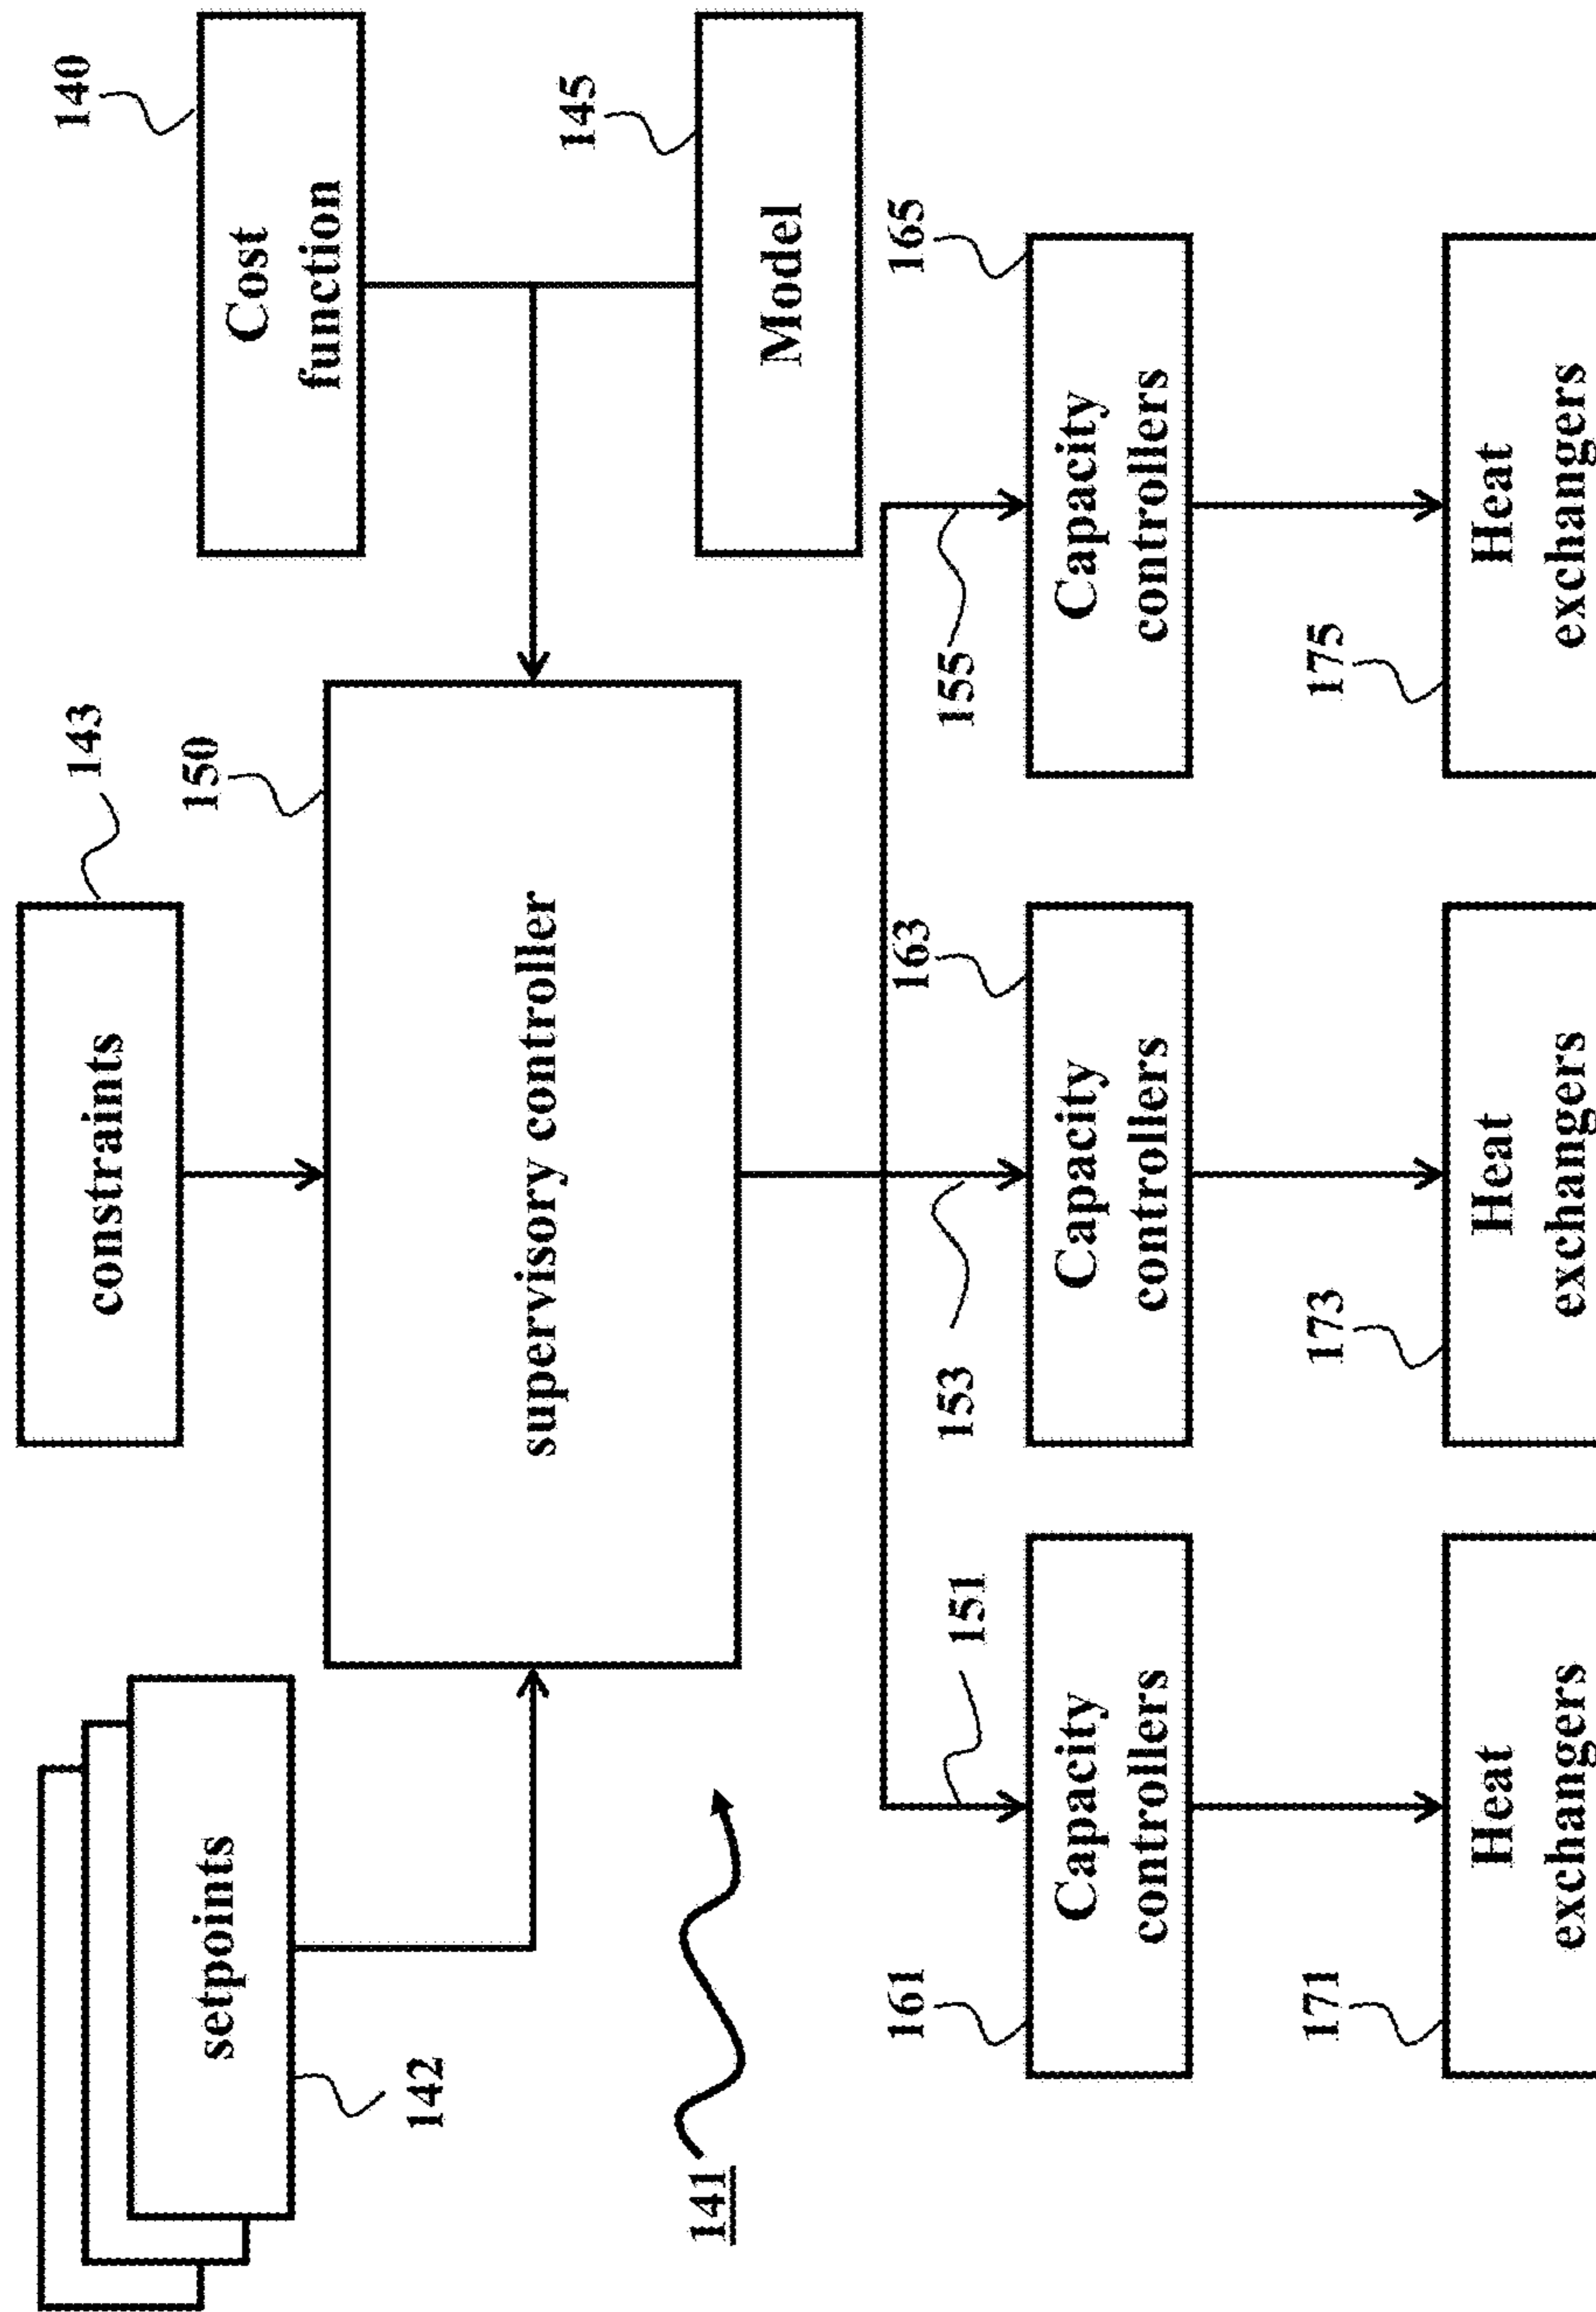 140
143
constraints
150
setpoints
Cost
function
142
supervisory controller
145
141
Model
161
163
165
151
153
155
Capacity
controllers
Capacity
controllers
Capacity
controllers
171
173
175
Heat
exchangers
Heat
exchangers
Heat
exchangers